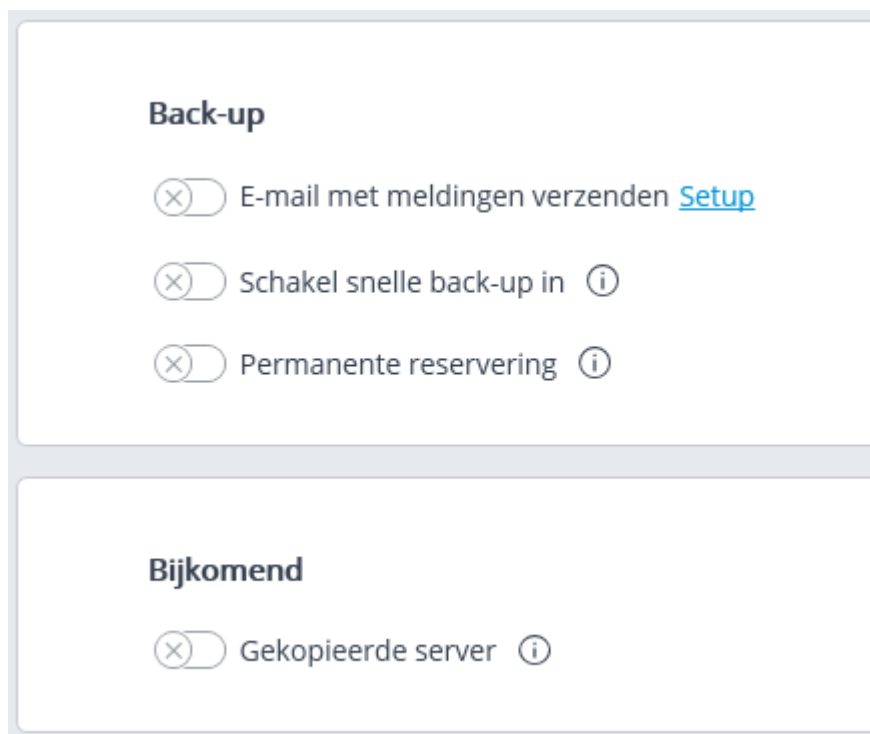 Back-up
E-mail met meldingen verzenden Setup
Schakel snelle back-up in
Permanente reservering
Bijkomend
Gekopieerde server